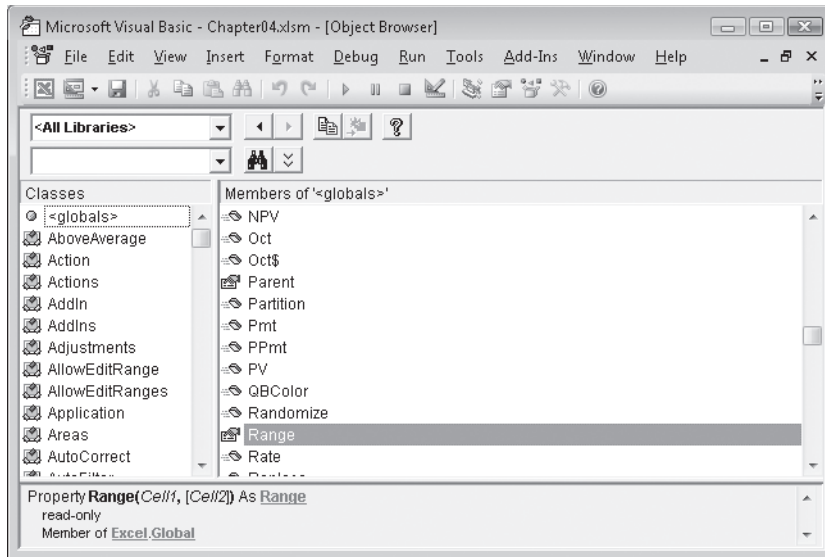 Microsoft Visual Basic - Chapter04.xlsm - [Object Browser]
File Edit View Insert Format Debug Run Tools Add-Ins Window Help
<All Libraries>
Classes
<globals>
AboveAverage
Action
Actions
AddIn
AddIns
Adjustments
AllowEditRange
AllowEditRanges
Application
Areas
AutoCorrect
AutoFilter
Members of '<globals>'
NPV
Oct
Oct$
Parent
Partition
Pmt
PPmt
PV
QBColor
Randomize
Range
Rate
Replace
Property Range(Cell1, [Cell2]) As Range
read-only
Member of Excel.Global